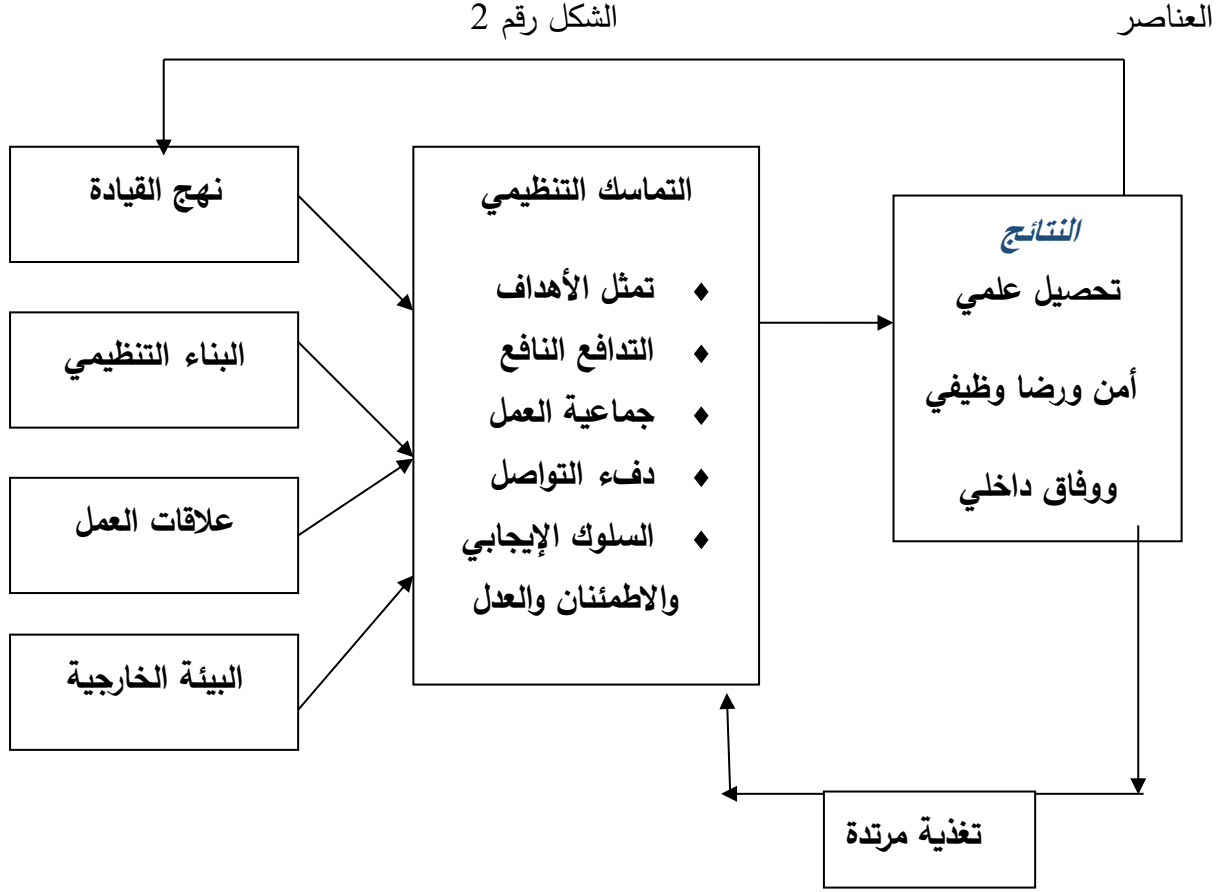 العناصر
الشكل رقم 2
نهج القيادة
البناء التنظيمي
علاقات العمل
البيئة الخارجية
التماسك التنظيمي
♦ تمثل الأهداف
♦ التدافع النافع
♦ جماعية العمل
♦ دفء التواصل
♦ السلوك الإيجابي
والاطمئنان والعدل
النتائج
تحصيل علمي
أمن ورضا وظيفي
ووفاق داخلي
تغذية مرتدة